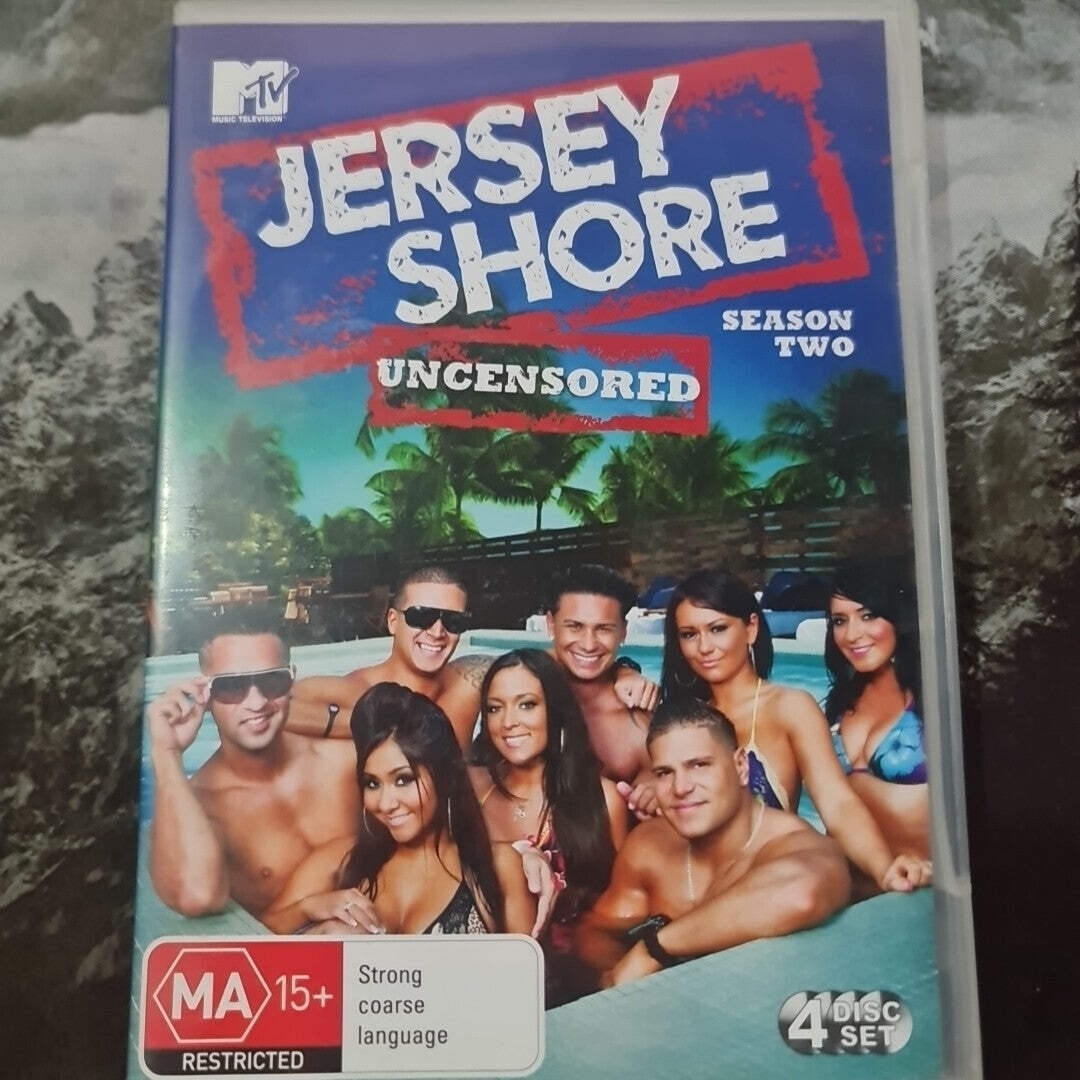 MTV
MUSIC TELEVISION
JERSEY
SHORE
SEASON
TWO
UNCENSORED
MA 15+
RESTRICTED
Strong
coarse
language
4 DISC
SET